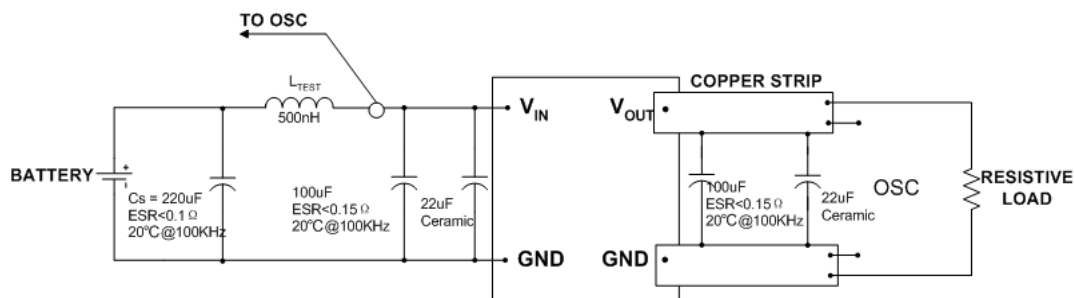 TO OSC
L_TEST
500nH
COPPER STRIP
V_IN
V_OUT
BATTERY
+
-
Cs = 220uF
ESR<0.1Ω
20℃@100KHz
100uF
ESR<0.15Ω
20℃@100KHz
22uF
Ceramic
100uF
ESR<0.15Ω
20℃@100KHz
22uF
Ceramic
OSC
RESISTIVE
LOAD
GND
GND